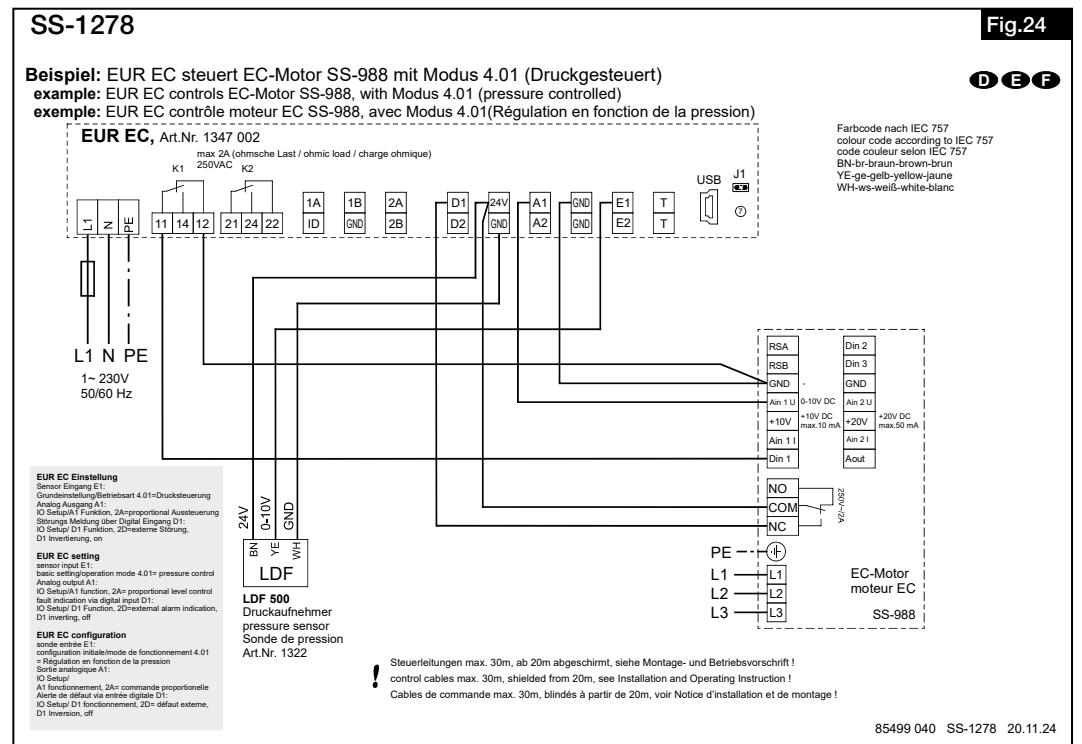 SS-1278
Fig.24
Beispiel: EUR EC steuert EC-Motor SS-988 mit Modus 4.01 (Druckgesteuert)
example: EUR EC controls EC-Motor SS-988, with Modus 4.01 (pressure controlled)
exemple: EUR EC contrôle moteur EC SS-988, avec Modus 4.01(Régulation en fonction de la pression)
D E F
Farbcode nach IEC 757
colour code according to IEC 757
code couleur selon IEC 757
BN-br-braun-brown-brun
YE-ge-gelb-yellow-jaune
WH-ws-weiß-white-blanc
EUR EC, Art.Nr. 1347 002
max 2A (ohmsche Last / ohmic load / charge ohmique)
250VAC
K1 K2
USB J1
7
L1 N PE
11 14 12 21 24 22
1A 1B 2A D1 24V A1 GND E1 T
ID GND 2B D2 GND A2 GND E2 T
L1 N PE
1~ 230V
50/60 Hz
RSA Din 2
RSB Din 3
GND - GND
Ain 1 U 0-10V DC Ain 2 U
+10V +10V DC max.10 mA +20V +20V DC max.50 mA
Ain 1 I Ain 2 I
Din 1 Aout
NO
COM
NC
250V~/2A
PE
L1 L1
L2 L2
L3 L3
EC-Motor
moteur EC
SS-988
24V
0-10V
GND
BN YE WH
LDF
LDF 500
Druckaufnehmer
pressure sensor
Sonde de pression
Art.Nr. 1322
EUR EC Einstellung
Sensor Eingang E1:
Grundeinstellung/Betriebsart 4.01=Drucksteuerung
Analog Ausgang A1:
IO Setup/A1 Funktion, 2A=proportional Aussteuerung
Störungs Meldung über Digital Eingang D1:
IO Setup/ D1 Funktion, 2D=externe Störung,
D1 Invertierung, on
EUR EC setting
sensor input E1:
basic setting/operation mode 4.01= pressure control
Analog output A1:
IO Setup/A1 function, 2A= proportional level control
fault indication via digital input D1:
IO Setup/ D1 Function, 2D=external alarm indication,
D1 inverting, off
EUR EC configuration
sonde entrée E1:
configuration initiale/mode de fonctionnement 4.01
= Régulation en fonction de la pression
Sortie analogique A1:
IO Setup/
A1 fonctionnement, 2A= commande proportionelle
Alerte de défaut via entrée digitale D1:
IO Setup/ D1 fonctionnement, 2D= défaut externe,
D1 Inversion, off
!
Steuerleitungen max. 30m, ab 20m abgeschirmt, siehe Montage- und Betriebsvorschrift !
control cables max. 30m, shielded from 20m, see Installation and Operating Instruction !
Cables de commande max. 30m, blindés à partir de 20m, voir Notice d'installation et de montage !
85499 040 SS-1278 20.11.24